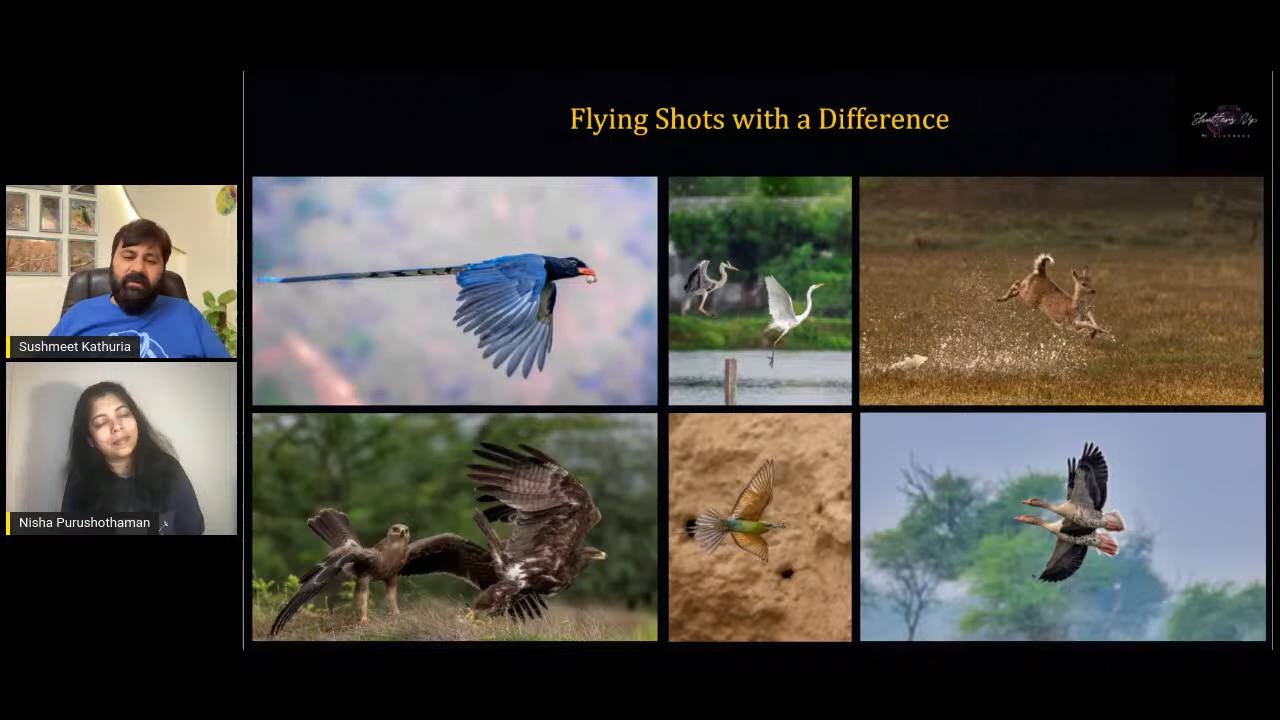 Flying Shots with a Difference
Sushmeet Kathuria
Nisha Purushothaman